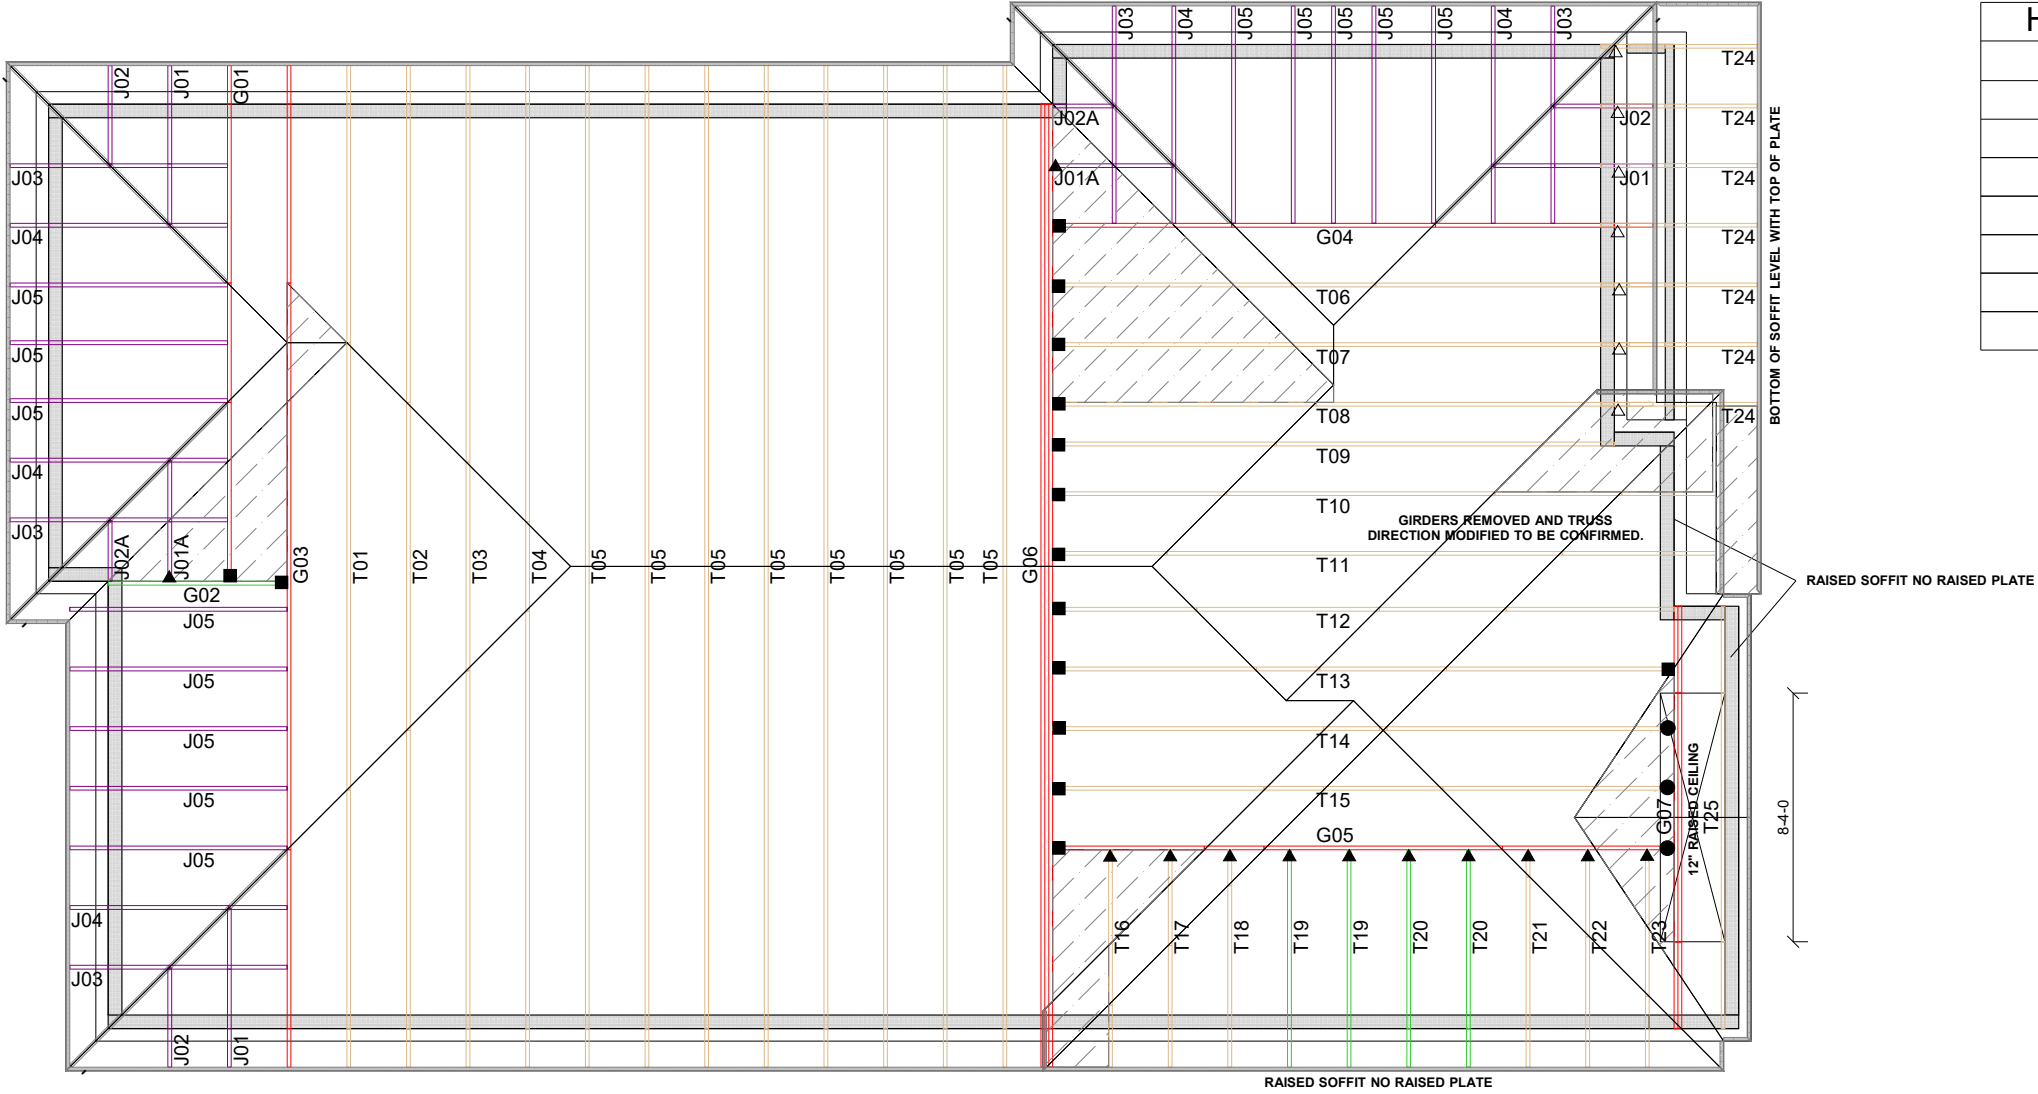 H
J03
J04
J05
J05
J05
J05
J05
J04
J03
T24
J02
J01
G01
J02A
J02
T24
J03
J01A
J01
T24
J04
G04
T24
J05
T06
T24
J05
T07
T24
J05
T08
T24
BOTTOM OF SOFFIT LEVEL WITH TOP OF PLATE
T09
J04
T10
J03
GIRDERS REMOVED AND TRUSS
DIRECTION MODIFIED TO BE CONFIRMED.
J02A
J01A
G03
T01
T02
T03
T04
T05
T05
T05
T05
T05
T05
T05
T05
G06
T11
RAISED SOFFIT NO RAISED PLATE
G02
J05
T12
J05
T13
J05
T14
J05
T15
G07
12" RAISED CEILING
T25
8-4-0
J05
G05
J04
T16
T17
T18
T19
T19
T20
T20
T21
T22
T23
J03
J02
J01
RAISED SOFFIT NO RAISED PLATE